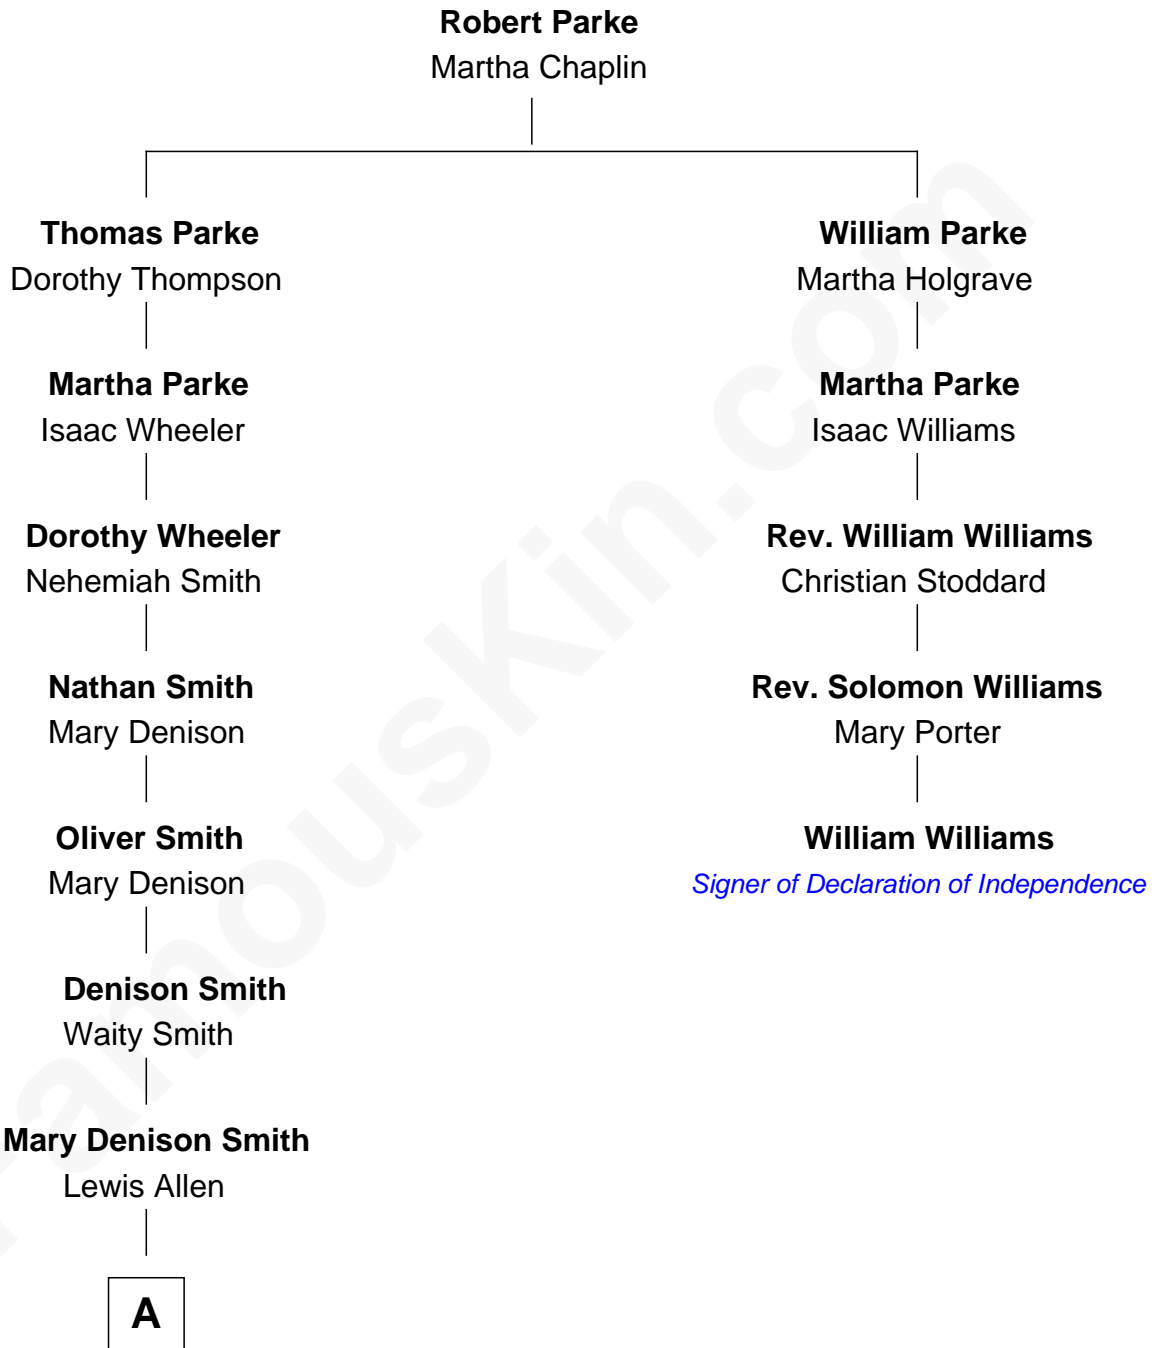 Robert Parke
Martha Chaplin
Thomas Parke
Dorothy Thompson
William Parke
Martha Holgrave
Martha Parke
Isaac Wheeler
Martha Parke
Isaac Williams
Dorothy Wheeler
Nehemiah Smith
Rev. William Williams
Christian Stoddard
Nathan Smith
Mary Denison
Rev. Solomon Williams
Mary Porter
Oliver Smith
Mary Denison
William Williams
Signer of Declaration of Independence
Denison Smith
Waity Smith
Mary Denison Smith
Lewis Allen
A
FamousKin.com